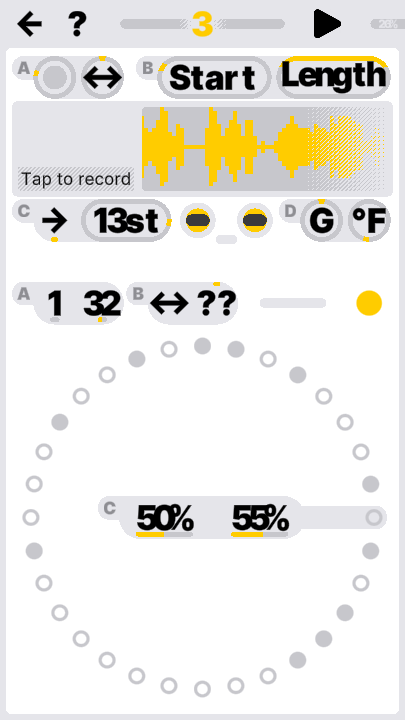 ← ? 3 26%
A ↔ B Start Length
Tap to record
C → 13st D G °F
A 1 32 B ↔ ??
C 50% 55%